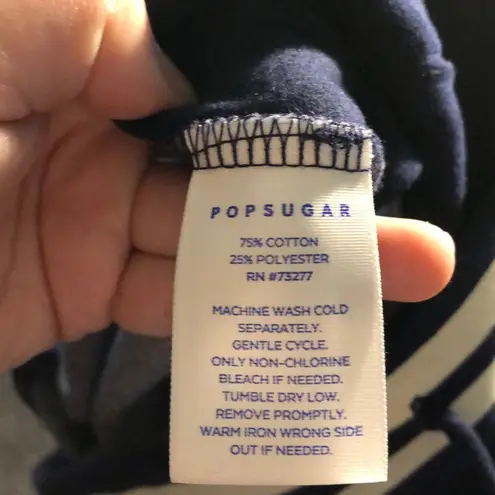 POPSUGAR
75% COTTON
25% POLYESTER
RN #73277
MACHINE WASH COLD
SEPARATELY.
GENTLE CYCLE.
ONLY NON-CHLORINE
BLEACH IF NEEDED.
TUMBLE DRY LOW.
REMOVE PROMPTLY.
WARM IRON WRONG SIDE
OUT IF NEEDED.